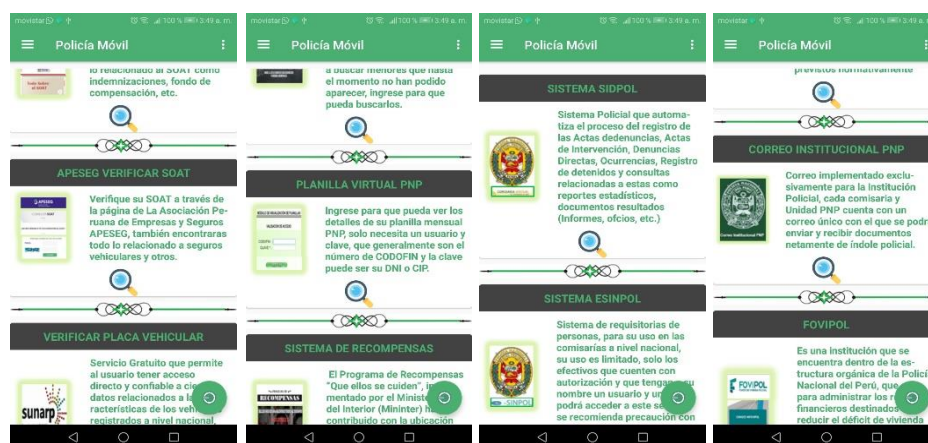 movistar 100 % 3:49 a. m.
Policía Móvil
lo relacionado al SOAT como
indemnizaciones, fondo de
compensación, etc.
APESEG VERIFICAR SOAT
APESEG
Verifique su SOAT a través de
la página de La Asociación Pe-
ruana de Empresas y Seguros
APESEG, también encontraras
todo lo relacionado a seguros
vehiculares y otros.
VERIFICAR PLACA VEHICULAR
sunarp
Servicio Gratuito que permite
al usuario tener acceso
directo y confiable a
datos relacionados a
racterísticas de los
registrados a nivel nacional,
movistar 100 % 3:49 a. m.
Policía Móvil
a buscar menores que hasta
el momento no han podido
aparecer, ingrese para que
pueda buscarlos.
PLANILLA VIRTUAL PNP
Ingrese para que pueda ver los
detalles de su planilla mensual
PNP, solo necesita un usuario y
clave, que generalmente son el
número de CODOFIN y la clave
puede ser su DNI o CIP.
SISTEMA DE RECOMPENSAS
RECOMPENSAS
El Programa de Recompensas
"Que ellos se cuiden",
mentado por el
del Interior (Mininter)
contribuido con la ubicación
movistar 100 % 3:49 a. m.
Policía Móvil
SISTEMA SIDPOL
Sistema Policial que automa-
tiza el proceso del registro de
las Actas dedenuncias, Actas
de Intervención, Denuncias
Directas, Ocurrencias, Registro
de detenidos y consultas
relacionadas a estas como
reportes estadísticos,
documentos resultados
(Informes, ofcios, etc.)
SISTEMA ESINPOL
Sistema de requisitorias de
personas, para su uso en las
comisarías a nivel nacional,
su uso es limitado, solo los
efectivos que cuenten con
autorización y que tengan su
nombre un usuario y
podrá acceder a este
se recomienda precaución con
movistar 100 % 3:49 a. m.
Policía Móvil
previstos normativamente
CORREO INSTITUCIONAL PNP
Correo Institucional PNP
Correo implementado exclu-
sivamente para la Institución
Policial, cada comisaria y
Unidad PNP cuenta con un
correo único con el que se podr
enviar y recibir documentos
netamente de índole policial.
FOVIPOL
FOVIPOL
Es una institución que se
encuentra dentro de la es-
tructura orgánica de la Polici
Nacional del Perú, que
para administrar los
financieros destinados
reducir el déficit de vivienda